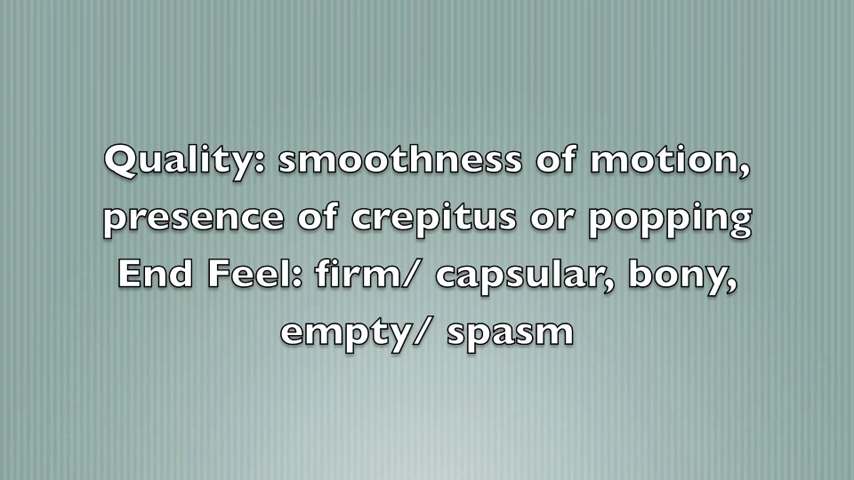 Quality: smoothness of motion,
presence of crepitus or popping
End Feel: firm/ capsular, bony,
empty/ spasm